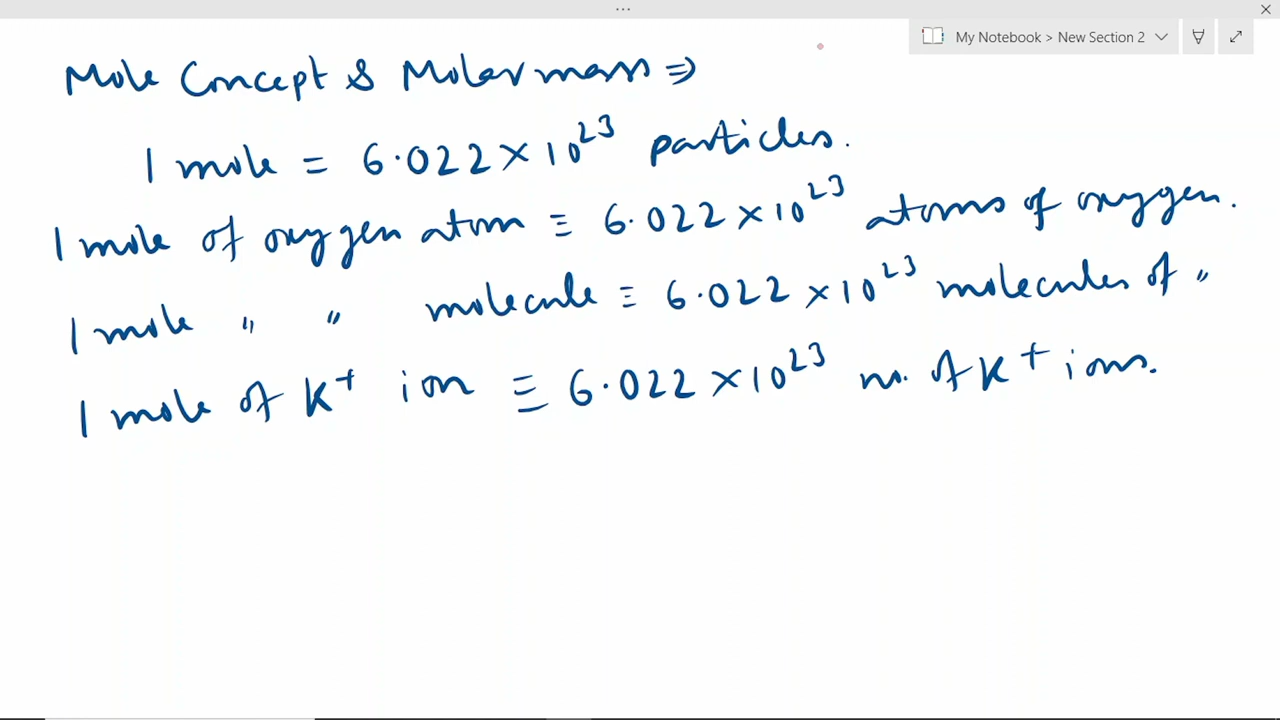 My Notebook > New Section 2
Mole Concept & Molar mass ⇒
1 mole = 6.022 × 10²³ particles.
1 mole of oxygen atom ≡ 6.022 × 10²³ atoms of oxygen.
1 mole " " molecule ≡ 6.022 × 10²³ molecules of "
1 mole of K⁺ ion ≡ 6.022 × 10²³ no. of K⁺ ions.